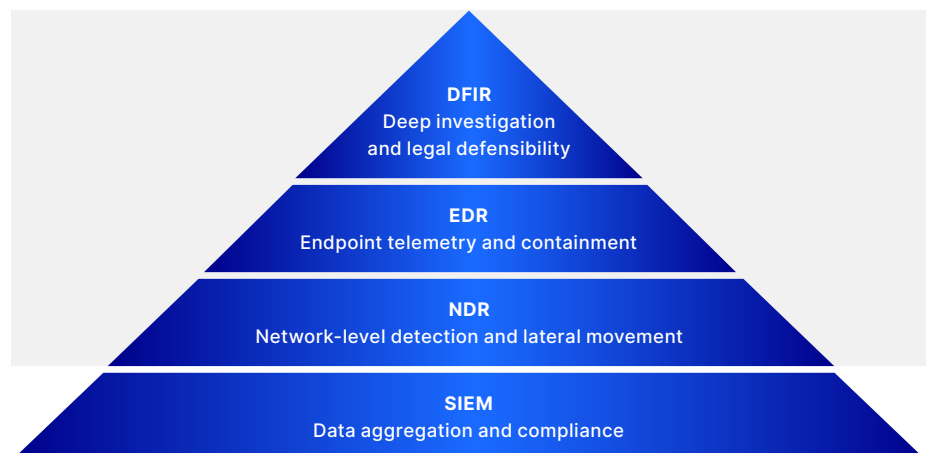 DFIR
Deep investigation
and legal defensibility
EDR
Endpoint telemetry and containment
NDR
Network-level detection and lateral movement
SIEM
Data aggregation and compliance